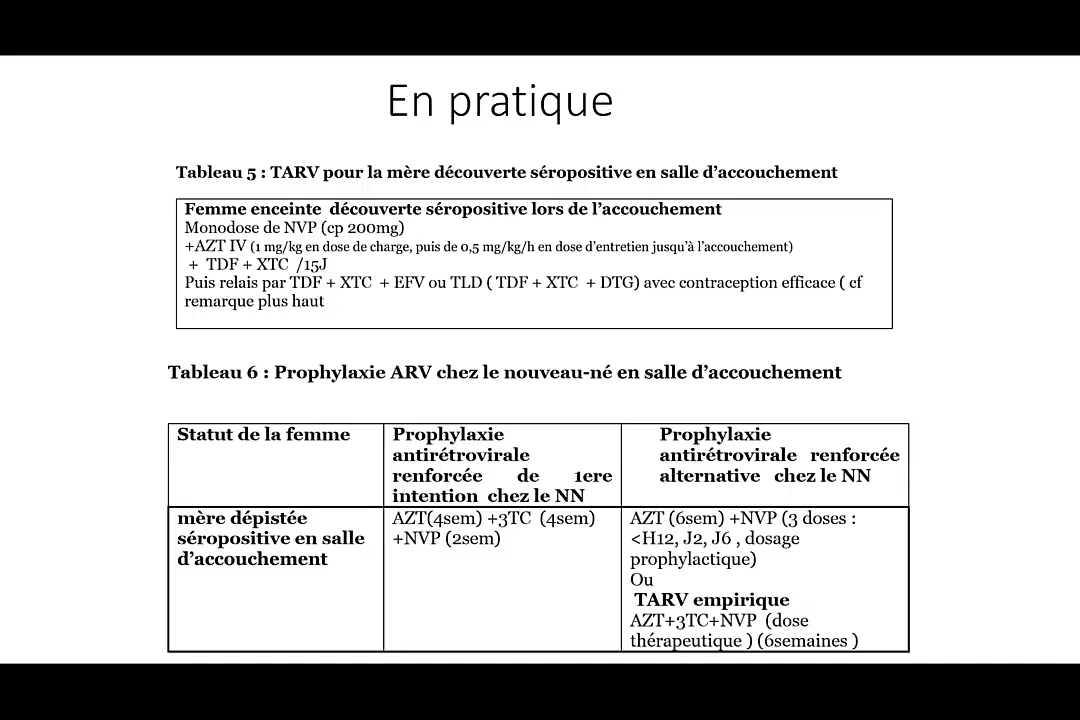 En pratique
Tableau 5 : TARV pour la mère découverte séropositive en salle d’accouchement
Femme enceinte découverte séropositive lors de l’accouchement
Monodose de NVP (cp 200mg)
+AZT IV (1 mg/kg en dose de charge, puis de 0,5 mg/kg/h en dose d’entretien jusqu’à l’accouchement)
+ TDF + XTC /15J
Puis relais par TDF + XTC + EFV ou TLD ( TDF + XTC + DTG) avec contraception efficace ( cf
remarque plus haut
Tableau 6 : Prophylaxie ARV chez le nouveau-né en salle d’accouchement
Statut de la femme
Prophylaxie
antirétrovirale
renforcée de 1ere
intention chez le NN
Prophylaxie
antirétrovirale renforcée
alternative chez le NN
mère dépistée
séropositive en salle
d’accouchement
AZT(4sem) +3TC (4sem)
+NVP (2sem)
AZT (6sem) +NVP (3 doses :
<H12, J2, J6 , dosage
prophylactique)
Ou
TARV empirique
AZT+3TC+NVP (dose
thérapeutique ) (6semaines )